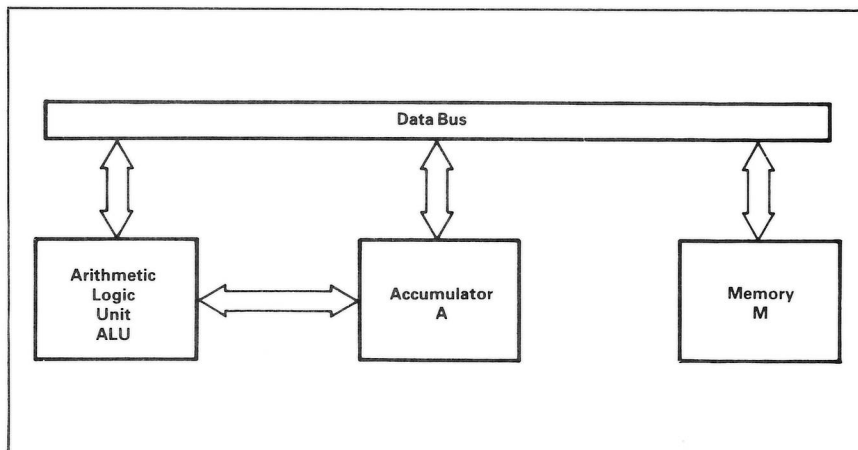 Data Bus
Arithmetic
Logic
Unit
ALU
Accumulator
A
Memory
M